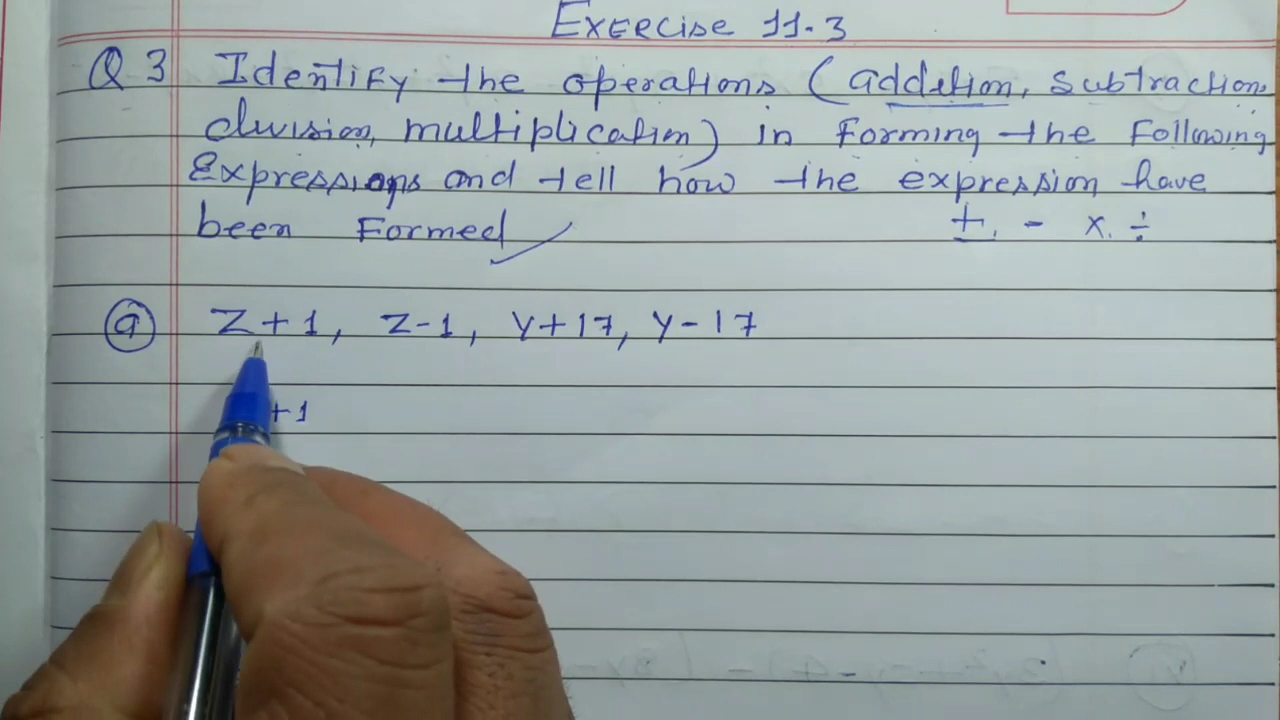 Exercise 11.3
Q 3 Identify the operations (addition, subtraction,
division, multiplication) in forming the following
Expressions and tell how the expression have
been Formed
+, - x. ÷
(a) Z+1, Z-1, Y+17, Y-17
+1